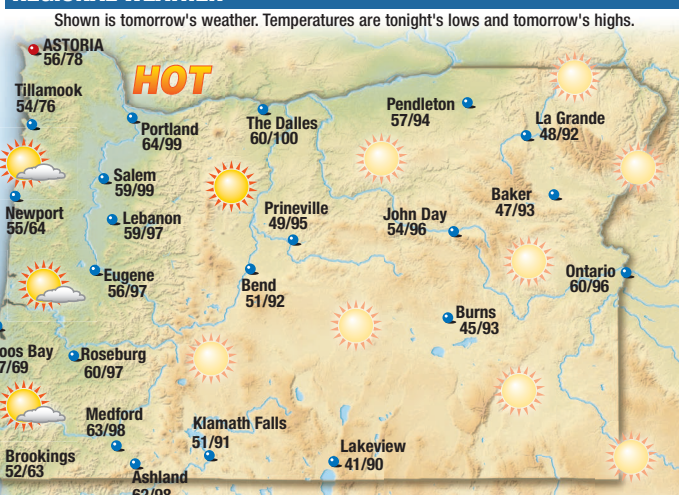 Shown is tomorrow's weather. Temperatures are tonight's lows and tomorrow's highs.
ASTORIA
56/78
HOT
Tillamook
54/76
Portland
64/99
The Dalles
60/100
Pendleton
57/94
La Grande
48/92
Salem
59/99
Newport
55/64
Lebanon
59/97
Prineville
49/95
John Day
54/96
Baker
47/93
Eugene
56/97
Bend
51/92
Ontario
60/96
Burns
45/93
oos Bay
7/69
Roseburg
60/97
Medford
63/98
Klamath Falls
51/91
Lakeview
41/90
Brookings
52/63
Ashland